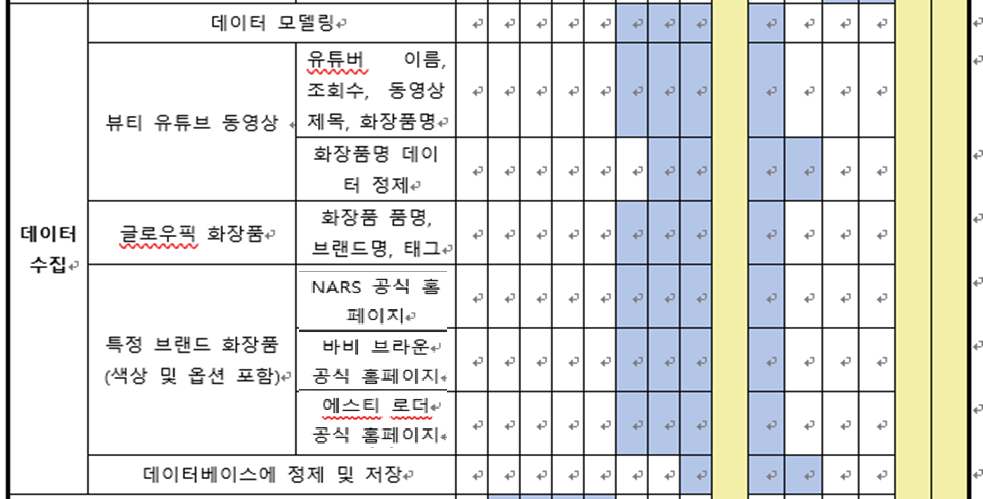 데이터 모델링
데이터
수집
뷰티 유튜브 동영상
유튜버 이름,
조회수, 동영상
제목, 화장품명
화장품명 데이
터 정제
글로우픽 화장품
화장품 품명,
브랜드명, 태그
특정 브랜드 화장품
(색상 및 옵션 포함)
NARS 공식 홈
페이지
바비 브라운
공식 홈페이지
에스티 로더
공식 홈페이지
데이터베이스에 정제 및 저장